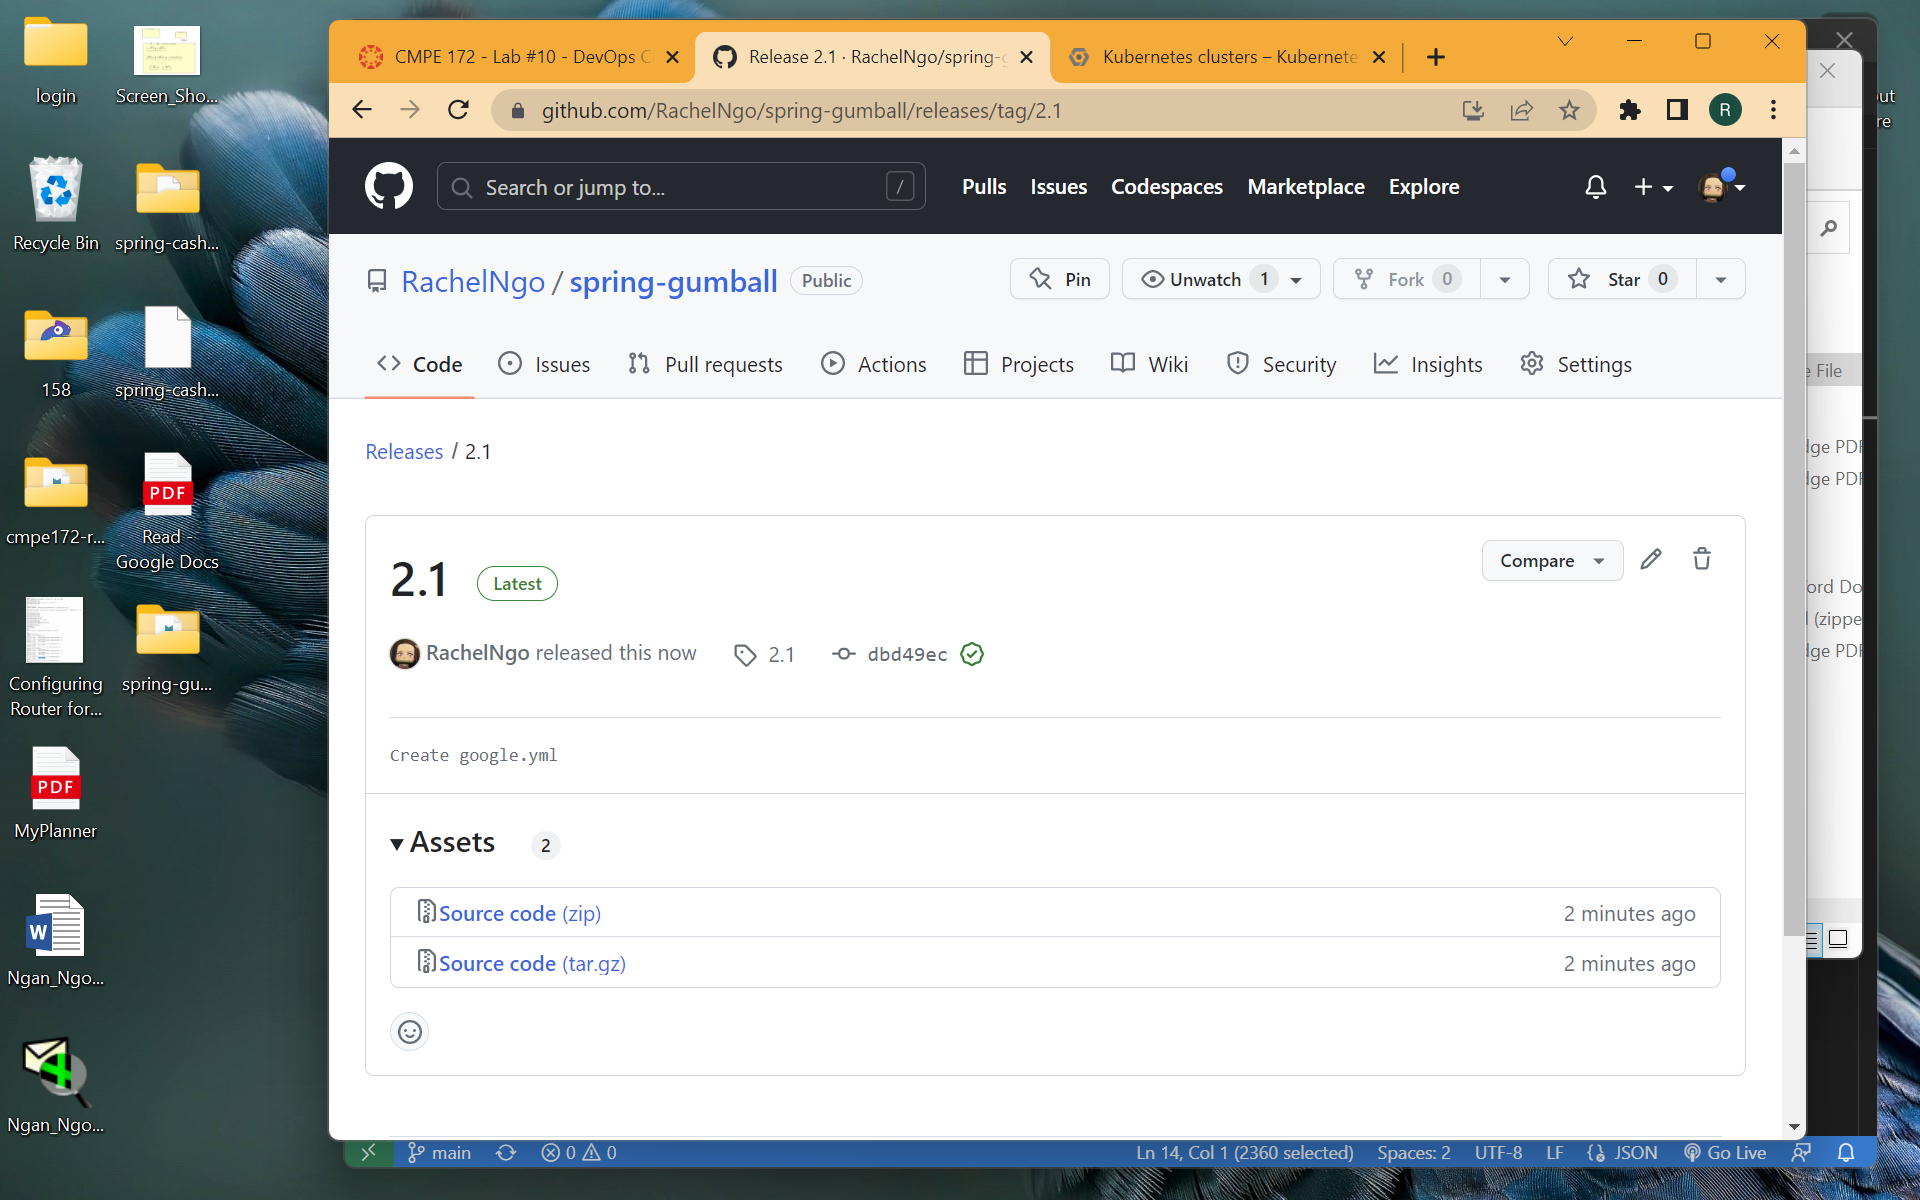 login
Screen_Sho...
Recycle Bin
spring-cash...
158
spring-cash...
cmpe172-r...
PDF
Read -
Google Docs
Configuring
Router for...
spring-gu...
PDF
MyPlanner
W
Ngan_Ngo...
Ngan_Ngo...
CMPE 172 - Lab #10 - DevOps C
Release 2.1 · RachelNgo/spring-g
Kubernetes clusters – Kubernete
github.com/RachelNgo/spring-gumball/releases/tag/2.1
R
Search or jump to...
/
Pulls
Issues
Codespaces
Marketplace
Explore
RachelNgo / spring-gumball
Public
Pin
Unwatch 1
Fork 0
Star 0
Code
Issues
Pull requests
Actions
Projects
Wiki
Security
Insights
Settings
Releases / 2.1
2.1
Latest
Compare
RachelNgo released this now
2.1
dbd49ec
Create google.yml
Assets 2
Source code (zip)
2 minutes ago
Source code (tar.gz)
2 minutes ago
main
0
0
Ln 14, Col 1 (2360 selected)
Spaces: 2
UTF-8
LF
JSON
Go Live
ut
re
e File
dge PDF
dge PDF
ord Do
(zippe
dge PDF